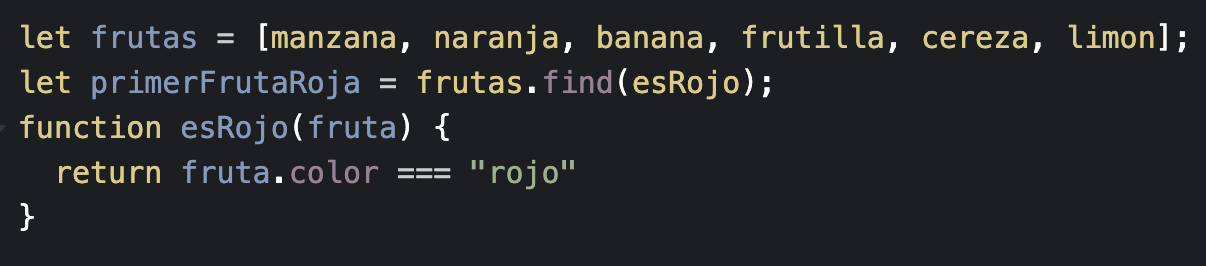 let frutas = [manzana, naranja, banana, frutilla, cereza, limon];
let primerFrutaRoja = frutas.find(esRojo);
function esRojo(fruta) {
  return fruta.color === "rojo"
}